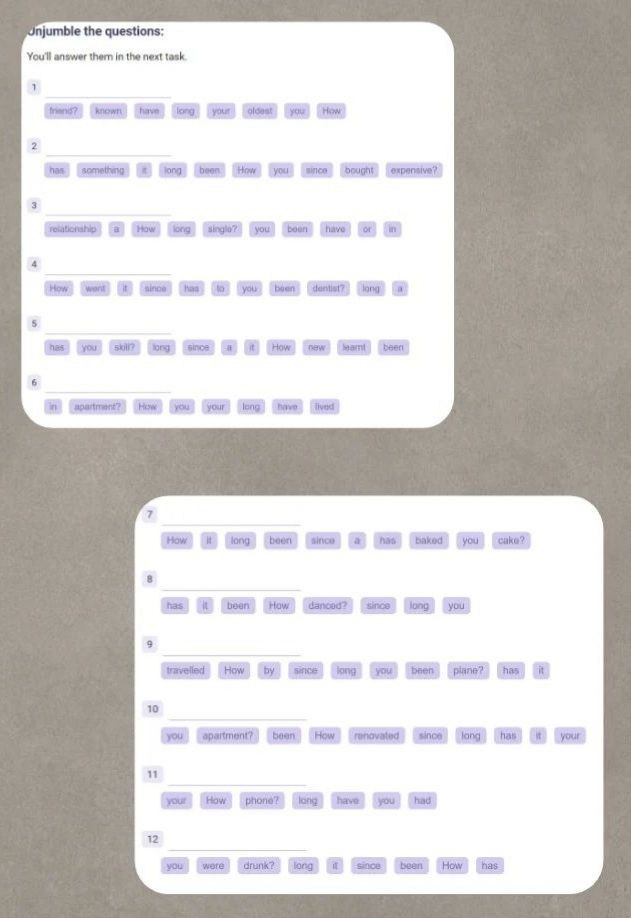 Unjumble the questions:
You'll answer them in the next task.
1
friend? known have long your oldest you How
2
has something it long been How you since bought expensive?
3
relationship a How long single? you been have or in
4
How went it since has to you been dentist? long a
5
has you skill? long since a it How new learnt been
6
in apartment? How you your long have lived
7
How it long been since a has baked you cake?
8
has it been How danced? since long you
9
travelled How by since long you been plane? has it
10
you apartment? been How renovated since long has it your
11
your How phone? long have you had
12
you were drunk? long it since been How has